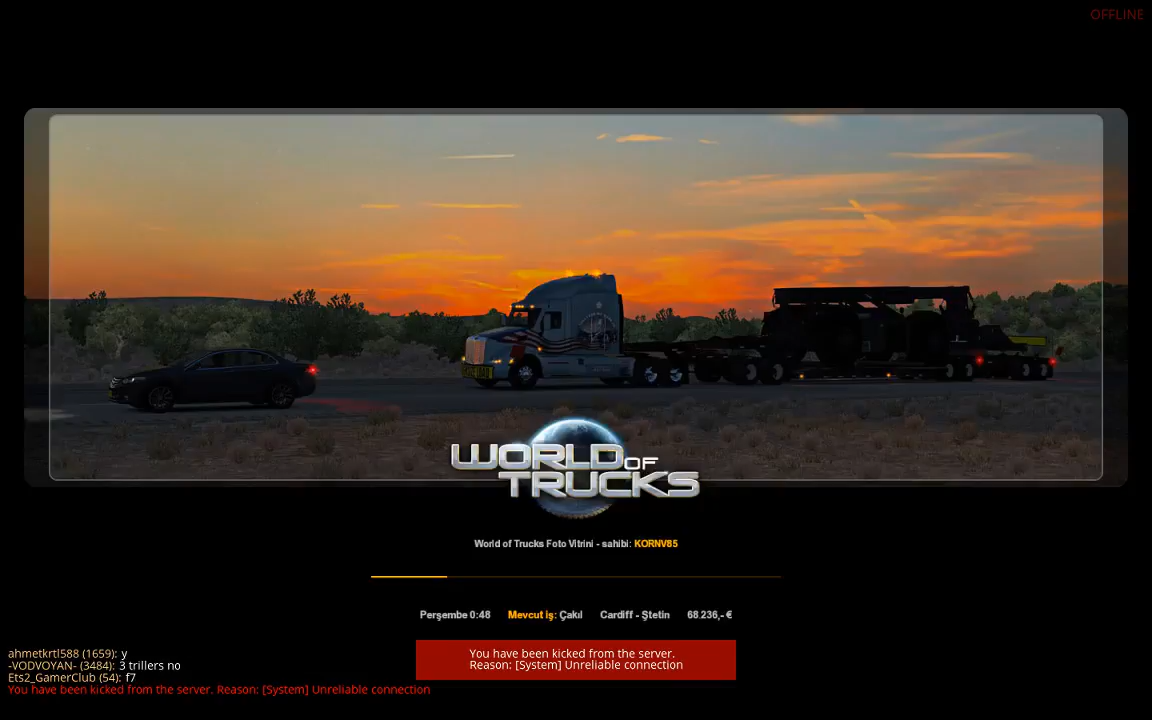 OFFLINE
WORLD OF
TRUCKS
World of Trucks Foto Vitrini - sahibi: KORNV85
Perşembe 0:48 Mevcut iş: Çakıl Cardiff - Ştetin 68.236,- €
You have been kicked from the server.
Reason: [System] Unreliable connection
ahmetkrtl588 (1659): y
-VODVOYAN- (3484): 3 trillers no
Ets2_GamerClub (54): f7
You have been kicked from the server. Reason: [System] Unreliable connection